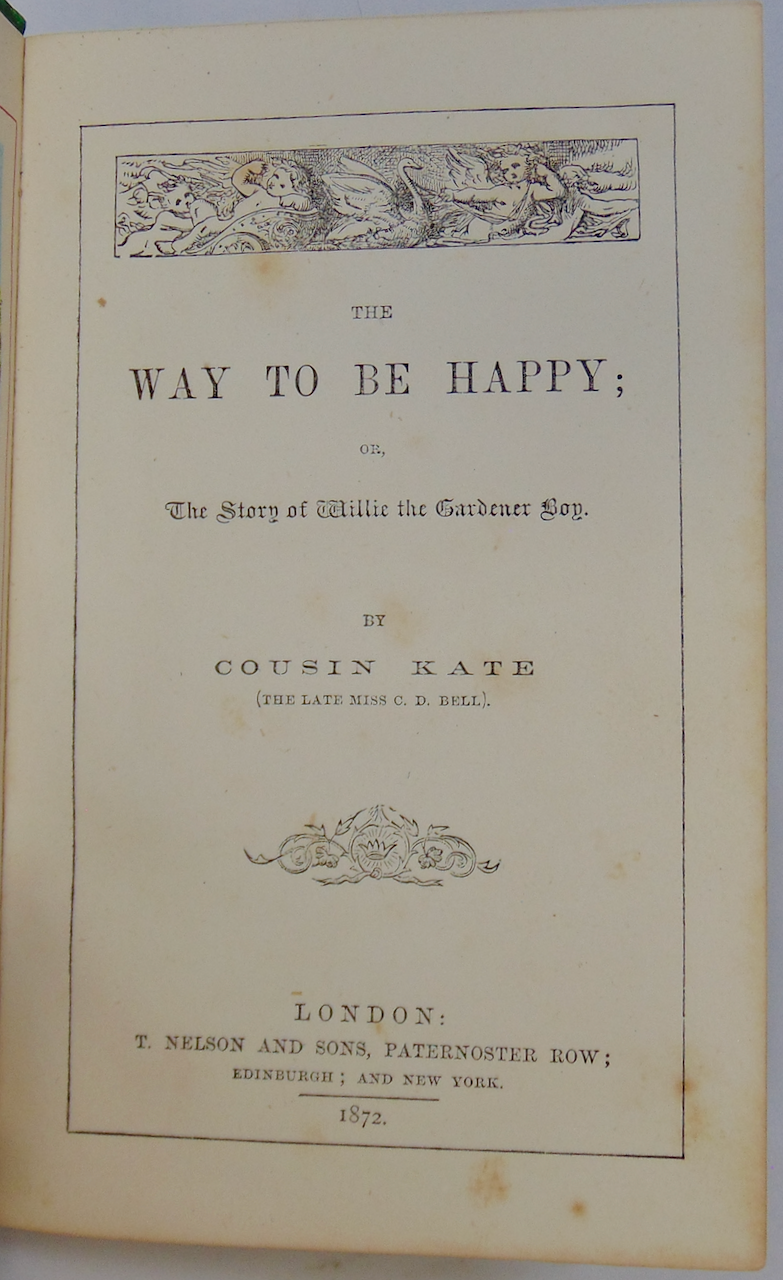 THE
WAY TO BE HAPPY;
OR,
The Story of Willie the Gardener Boy.
BY
COUSIN KATE
(THE LATE MISS C. D. BELL).
LONDON:
T. NELSON AND SONS, PATERNOSTER ROW;
EDINBURGH; AND NEW YORK.
1872.